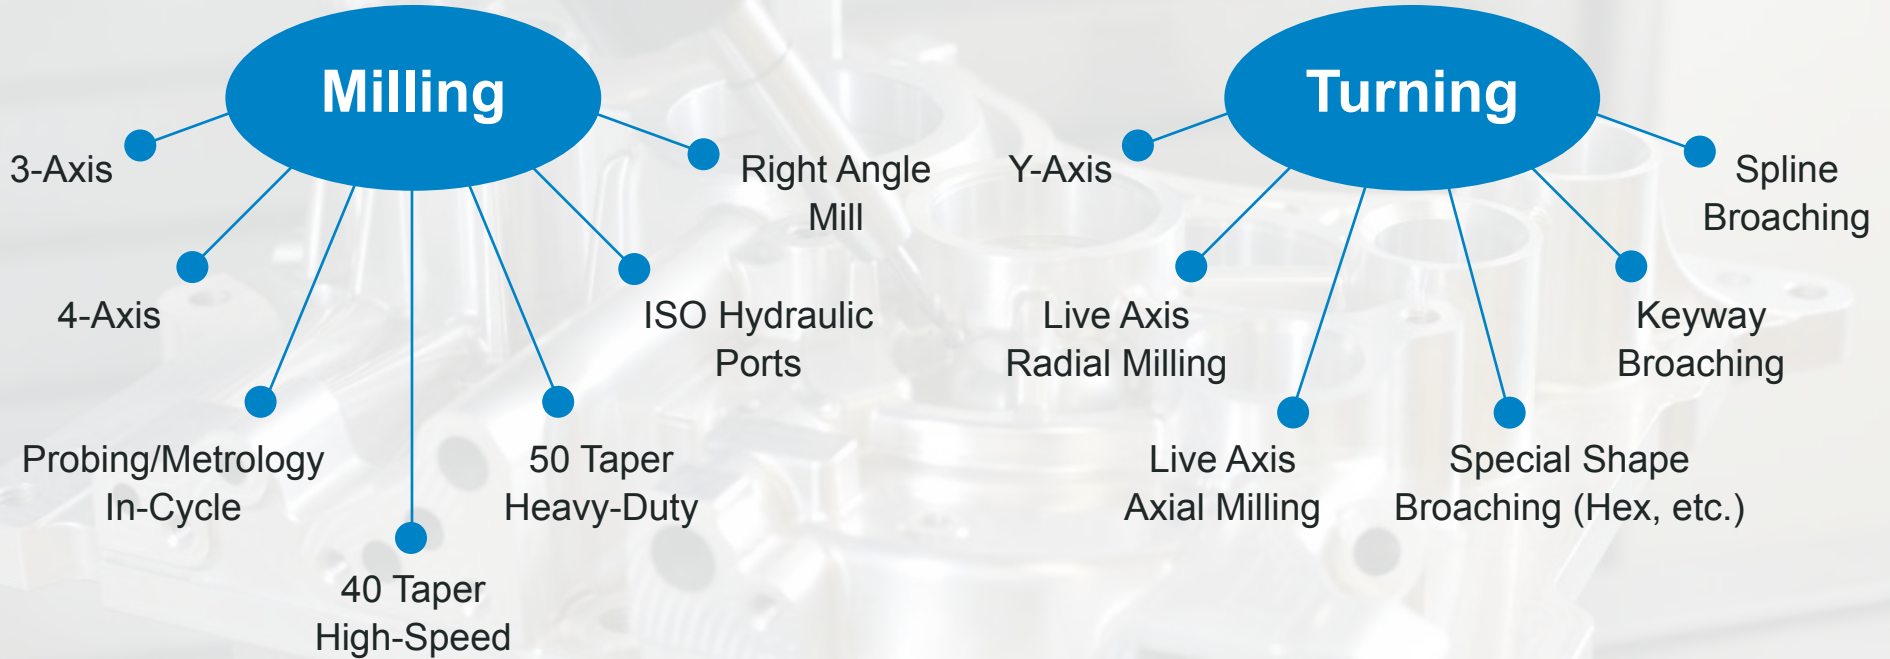 Milling
3-Axis
4-Axis
Probing/Metrology
In-Cycle
40 Taper
High-Speed
50 Taper
Heavy-Duty
ISO Hydraulic
Ports
Right Angle
Mill
Turning
Y-Axis
Live Axis
Radial Milling
Live Axis
Axial Milling
Special Shape
Broaching (Hex, etc.)
Keyway
Broaching
Spline
Broaching